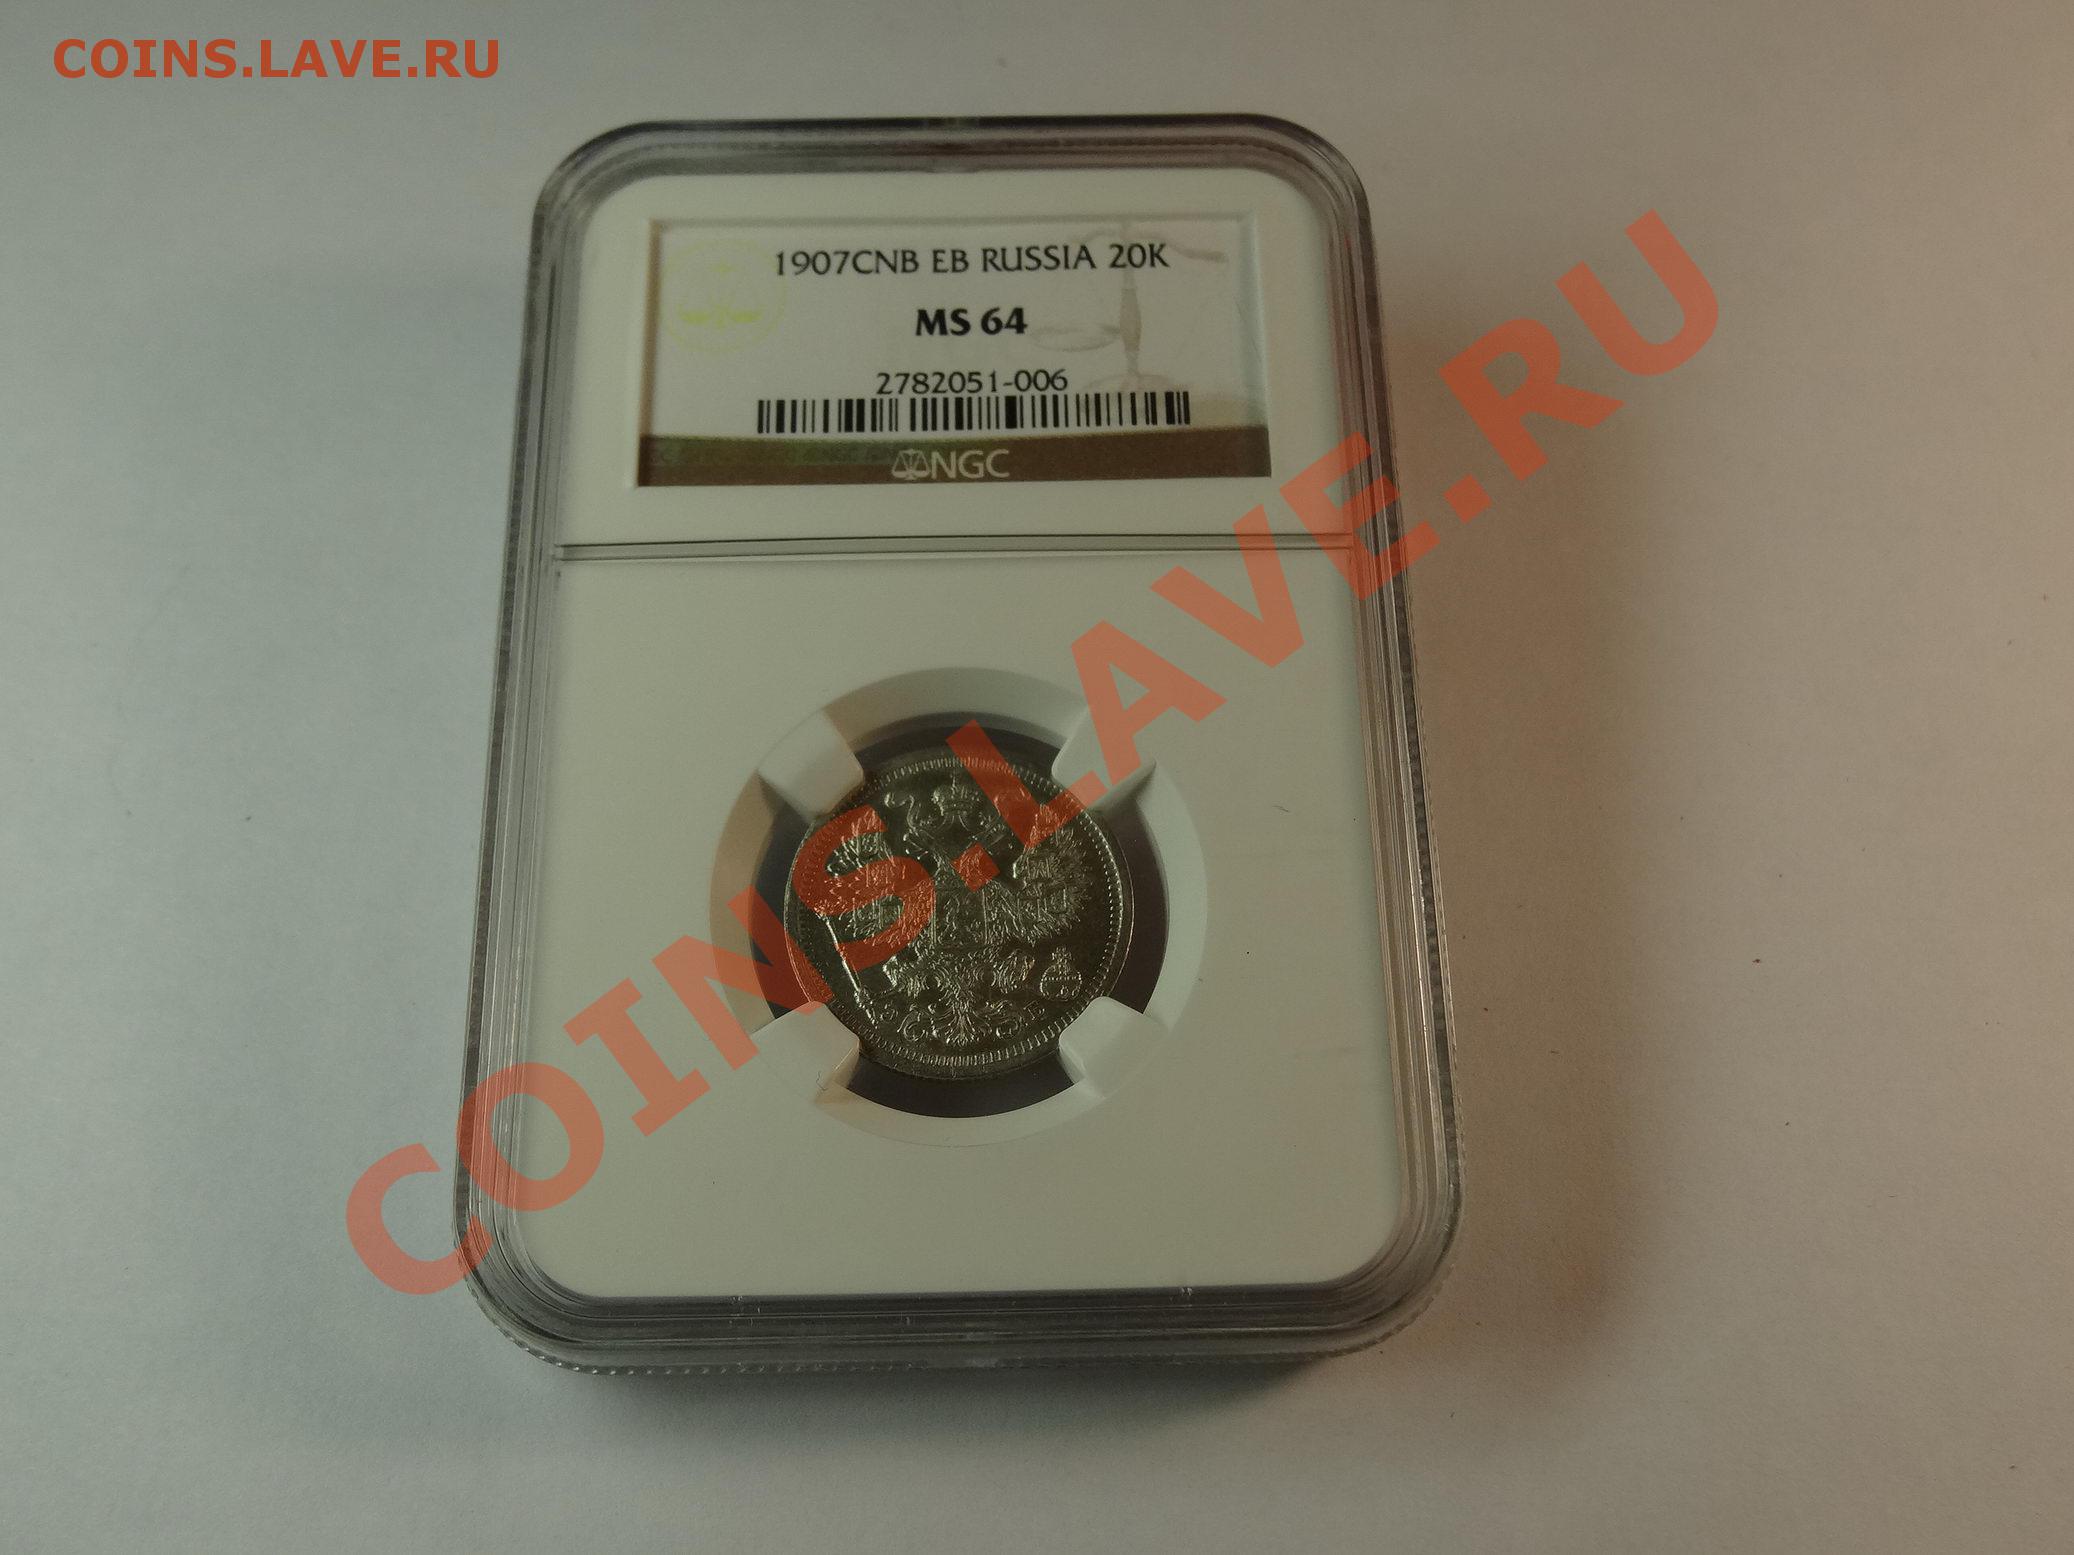 COINS.LAVE.RU
1907CNB EB RUSSIA 20K
MS 64
2782051-006
NGC
COINS.LAVE.RU
Э Б